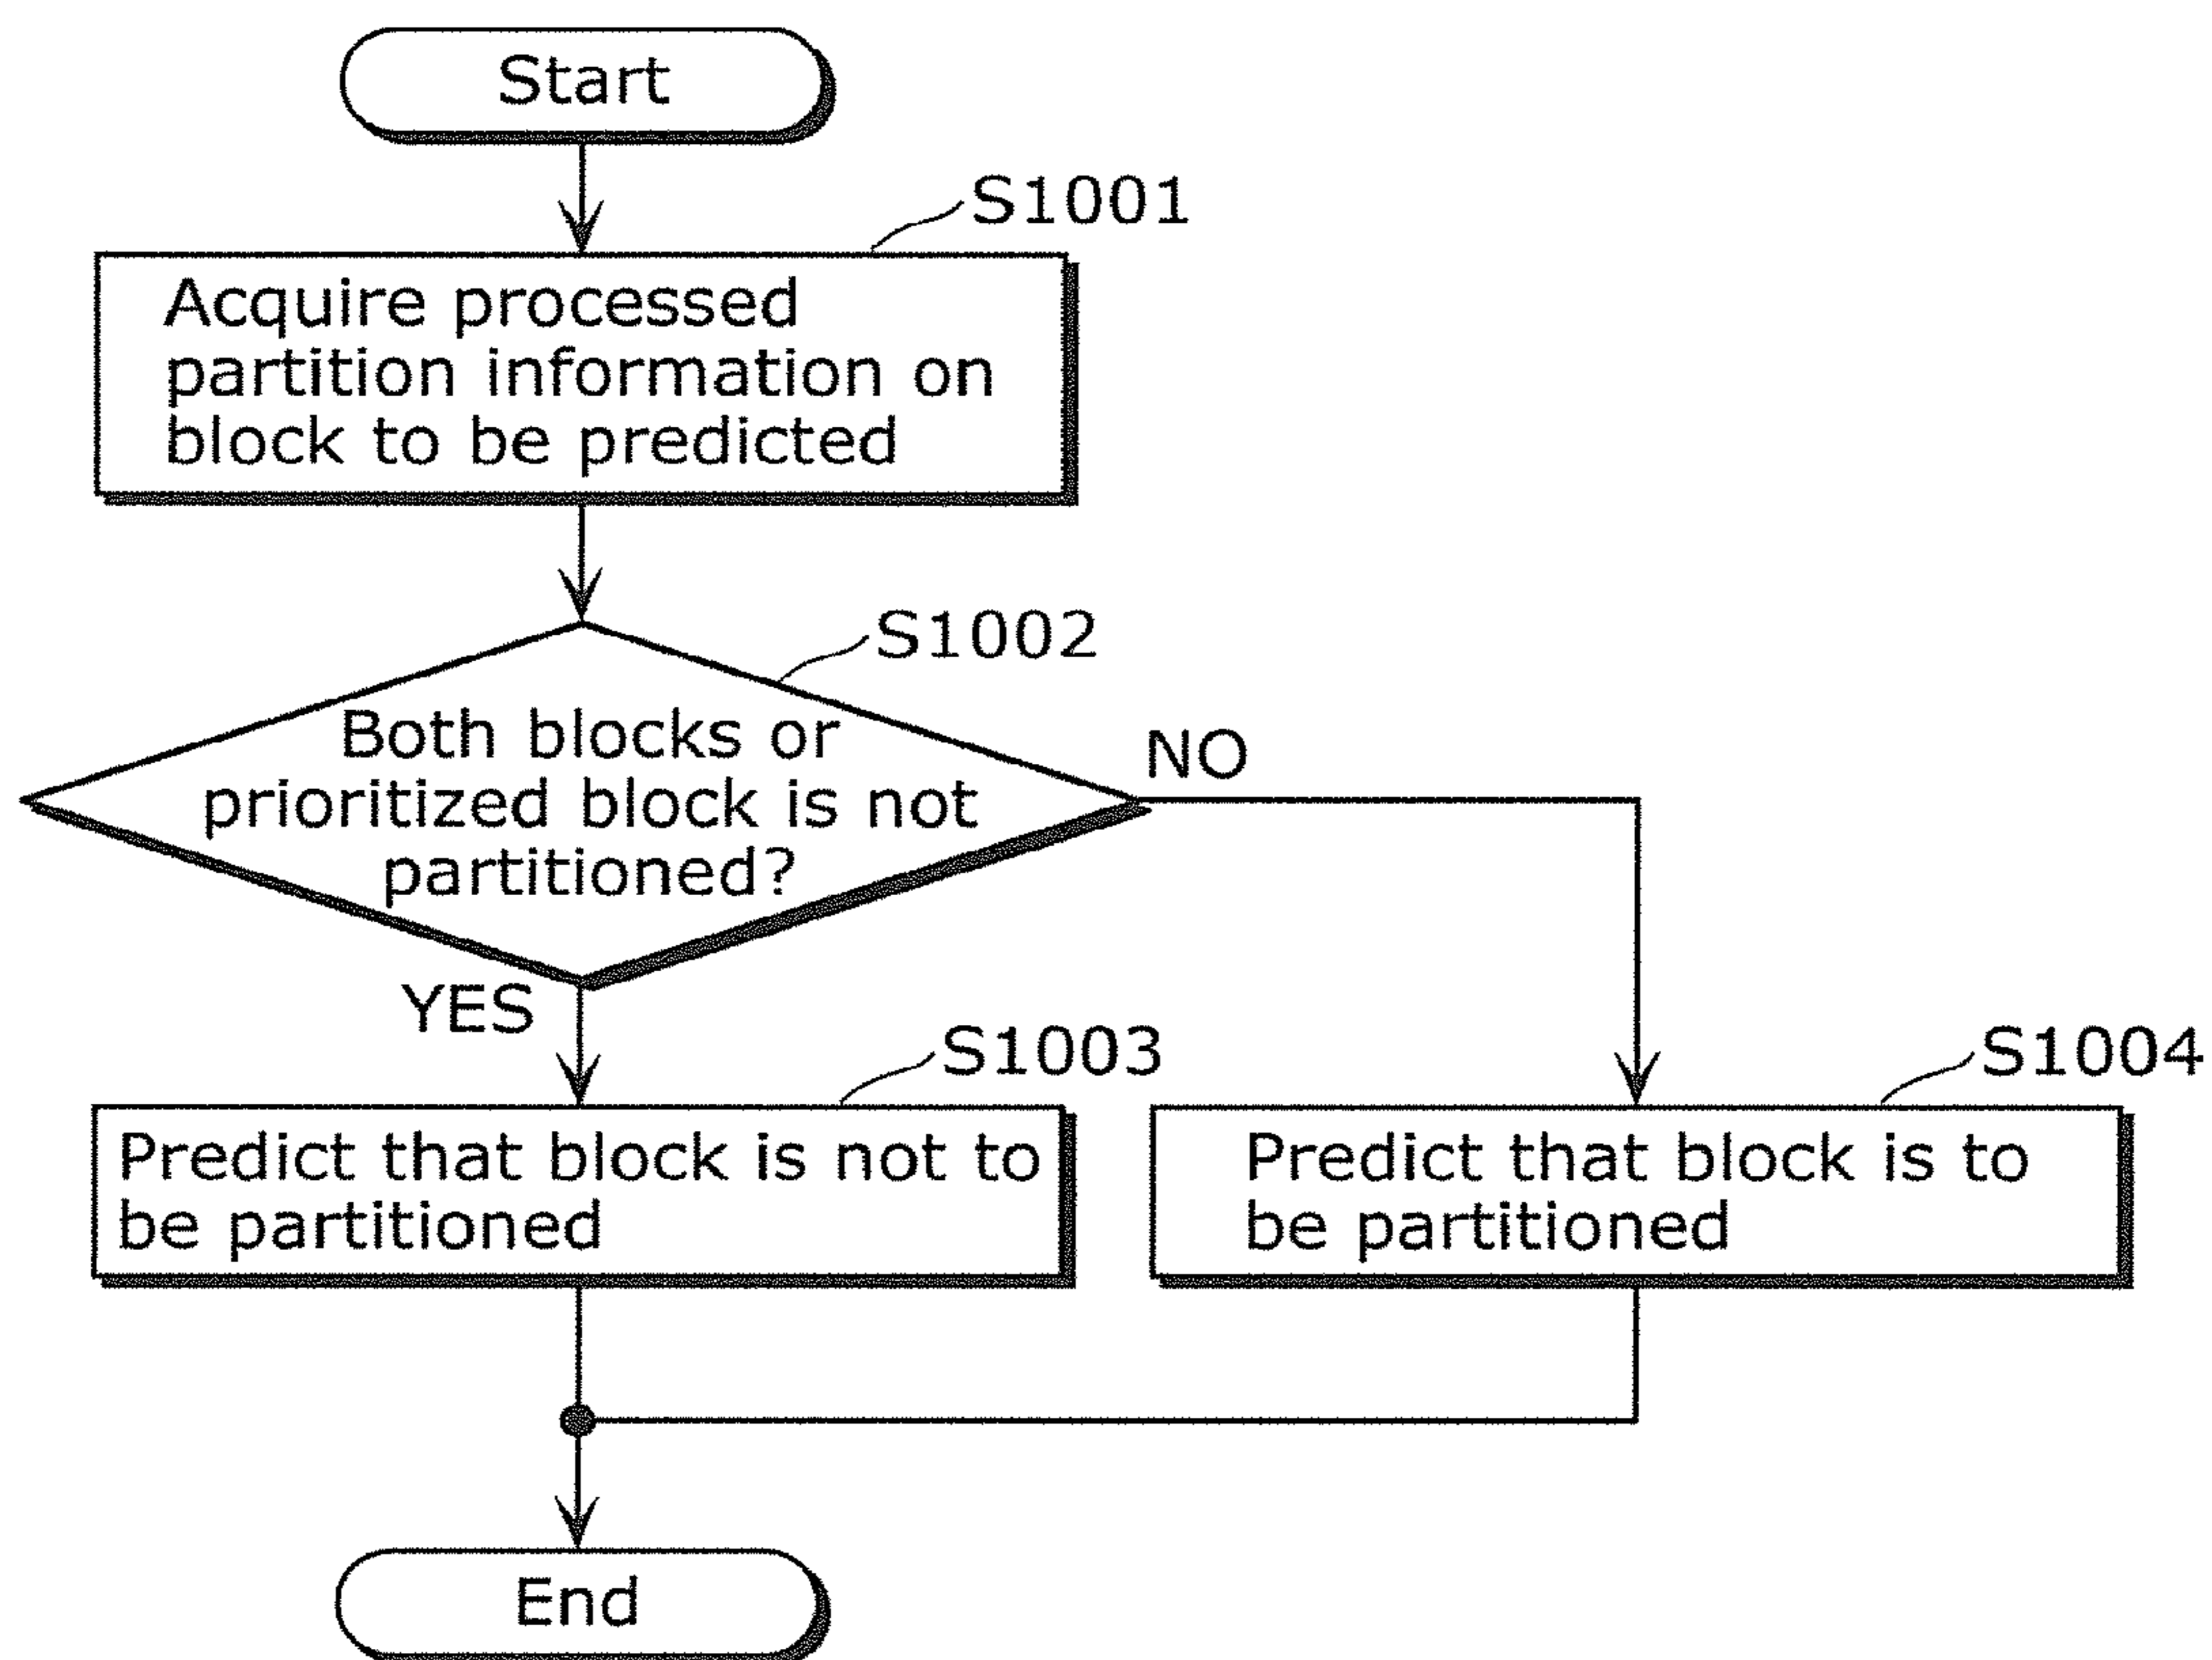 Start
S1001
Acquire processed
partition information on
block to be predicted
S1002
Both blocks or
prioritized block is not
partitioned?
NO
YES
S1003
Predict that block is not to
be partitioned
S1004
Predict that block is to
be partitioned
End